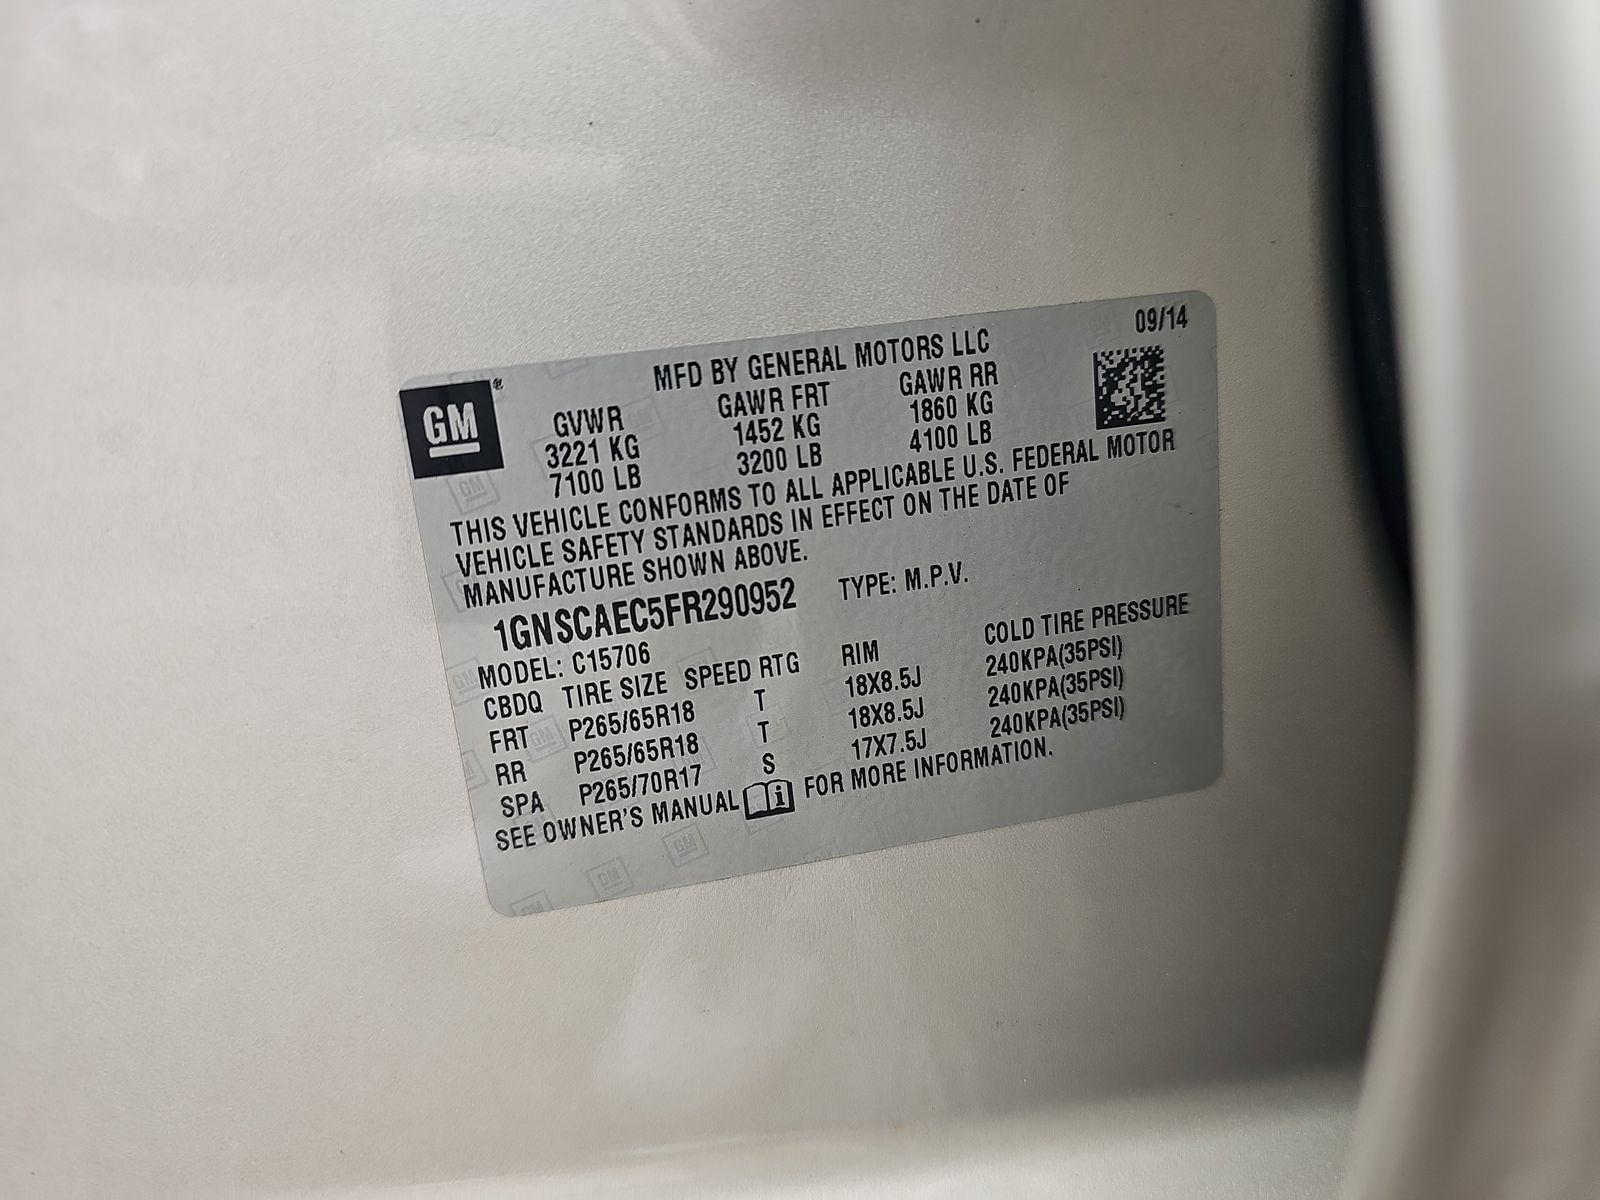 09/14
MFD BY GENERAL MOTORS LLC
GM®
GVWR GAWR FRT GAWR RR
3221 KG 1452 KG 1860 KG
7100 LB 3200 LB 4100 LB
THIS VEHICLE CONFORMS TO ALL APPLICABLE U.S. FEDERAL MOTOR
VEHICLE SAFETY STANDARDS IN EFFECT ON THE DATE OF
MANUFACTURE SHOWN ABOVE.
1GNSCAEC5FR290952 TYPE: M.P.V.
MODEL: C15706
CBDQ TIRE SIZE SPEED RTG RIM COLD TIRE PRESSURE
FRT P265/65R18 T 18X8.5J 240KPA(35PSI)
RR P265/65R18 T 18X8.5J 240KPA(35PSI)
SPA P265/70R17 S 17X7.5J 240KPA(35PSI)
SEE OWNER'S MANUAL i FOR MORE INFORMATION.